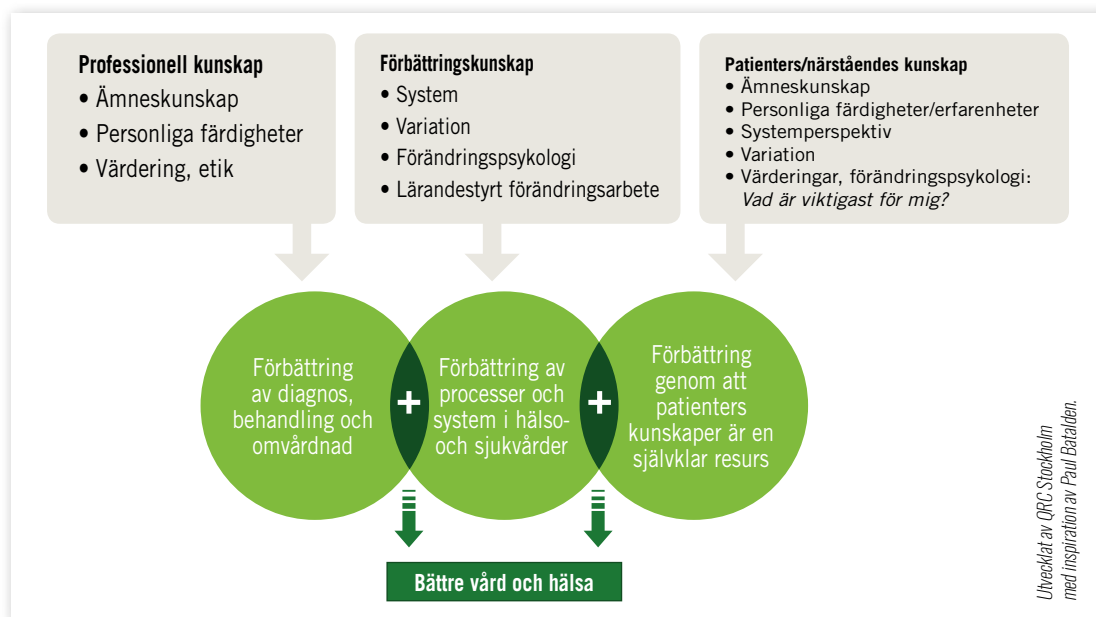 Professionell kunskap
• Ämneskunskap
• Personliga färdigheter
• Värdering, etik
Förbättringskunskap
• System
• Variation
• Förändringspsykologi
• Lärandestyrt förändringsarbete
Patienters/närståendes kunskap
• Ämneskunskap
• Personliga färdigheter/erfarenheter
• Systemperspektiv
• Variation
• Värderingar, förändringspsykologi:
Vad är viktigast för mig?
Förbättring
av diagnos,
behandling och
omvårdnad
+
Förbättring av
processer och
system i hälso-
och sjukvårder
+
Förbättring
genom att
patienters
kunskaper är en
självklar resurs
Bättre vård och hälsa
Utvecklat av QRC Stockholm
med inspiration av Paul Batalden.